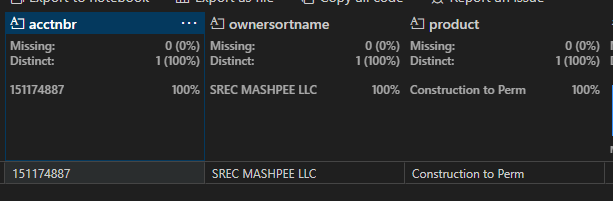 Export to notebook Export as file Copy all code Report an issue
acctnbr ··· ownersortname product
Missing: 0 (0%) Missing: 0 (0%) Missing: 0 (0%)
Distinct: 1 (100%) Distinct: 1 (100%) Distinct: 1 (100%)
151174887 100% SREC MASHPEE LLC 100% Construction to Perm 100%
151174887 SREC MASHPEE LLC Construction to Perm